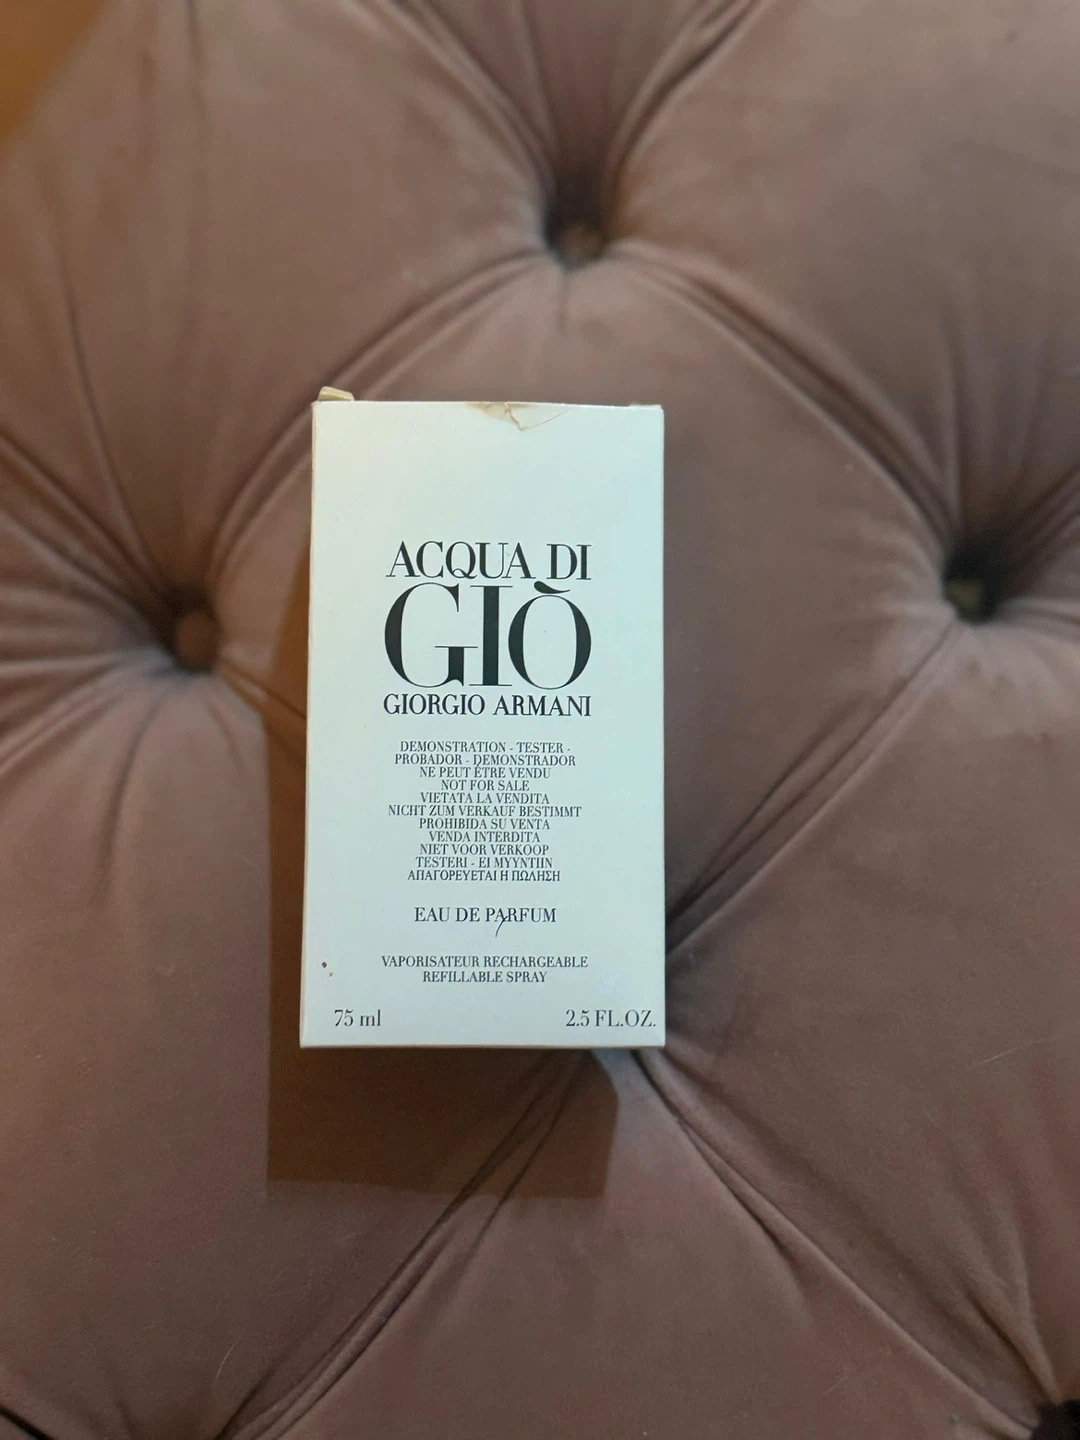 ACQUA DI
GIÒ
GIORGIO ARMANI
DEMONSTRATION - TESTER -
PROBADOR - DEMONSTRADOR
NE PEUT ÊTRE VENDU
NOT FOR SALE
VIETATA LA VENDITA
NICHT ZUM VERKAUF BESTIMMT
PROHIBIDA SU VENTA
VENDA INTERDITA
NIET VOOR VERKOOP
TESTERI - EI MYYNTIIN
ΑΠΑΓΟΡΕΥΕΤΑΙ Η ΠΩΛΗΣΗ
EAU DE PARFUM
VAPORISATEUR RECHARGEABLE
REFILLABLE SPRAY
75 ml 2.5 FL.OZ.